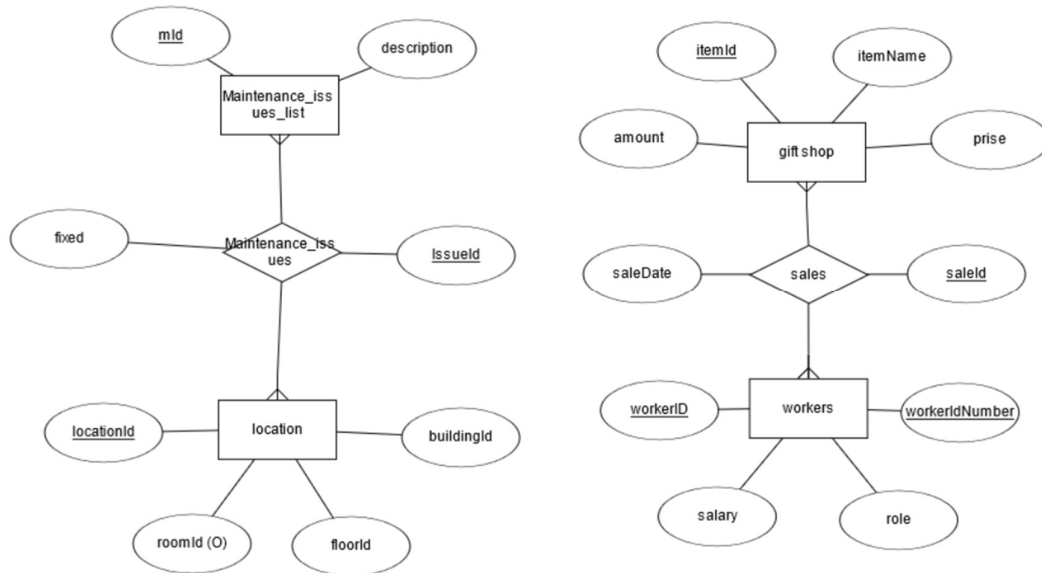 mId
description
Maintenance_iss
ues_list
fixed
Maintenance_iss
ues
IssueId
locationId
location
buildingId
roomId (O)
floorId
itemId
itemName
amount
gift shop
prise
saleDate
sales
saleId
workerID
workers
workerIdNumber
salary
role